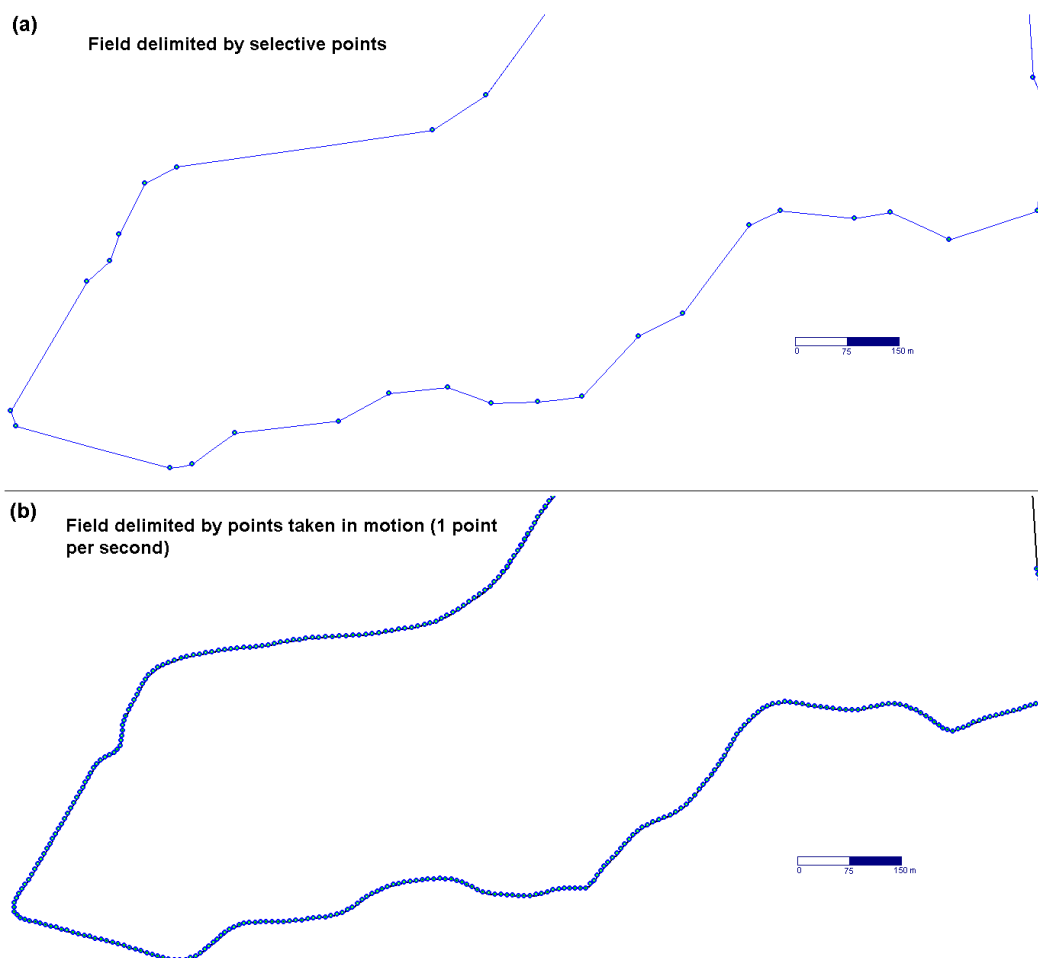 (a)
Field delimited by selective points
0 75 150 m
(b)
Field delimited by points taken in motion (1 point
per second)
0 75 150 m